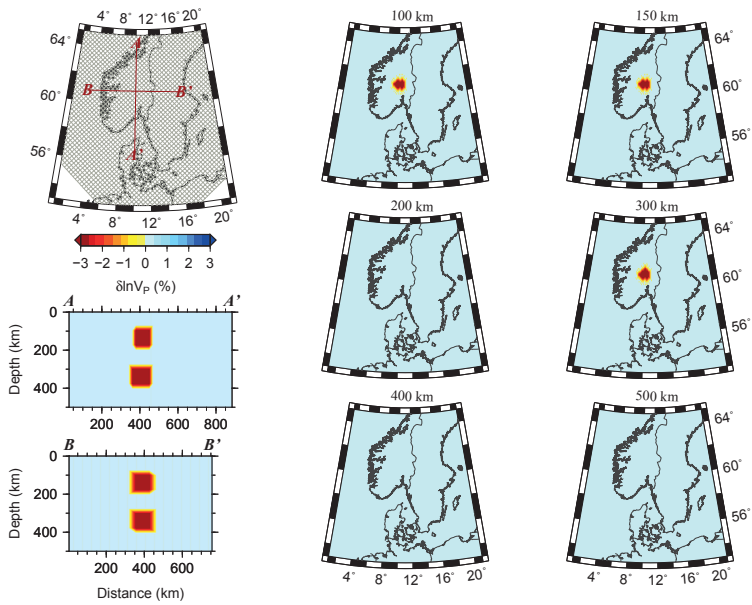 4° 8° 12° 16° 20°
64°
60°
56°
A
B B'
A'
4° 8° 12° 16° 20°
−3 −2 −1 0 1 2 3
δlnVP (%)
A A'
Depth (km)
0
200
400
200 400 600 800
B B'
Depth (km)
0
200
400
0 200 400 600
Distance (km)
100 km
150 km
64°
60°
56°
200 km
300 km
64°
60°
56°
400 km
500 km
64°
60°
56°
4° 8° 12° 16° 20°
4° 8° 12° 16° 20°